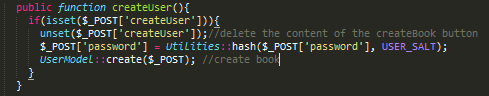 public function createUser(){
if(isset($_POST['createUser'])){
unset($_POST['createUser']);//delete the content of the createBook button
$_POST['password'] = Utilities::hash($_POST['password'], USER_SALT);
UserModel::create($_POST); //create book
}
}